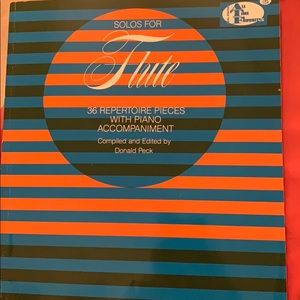 SOLOS FOR
Flute
36 REPERTOIRE PIECES
WITH PIANO
ACCOMPANIMENT
Compiled and Edited by
Donald Peck